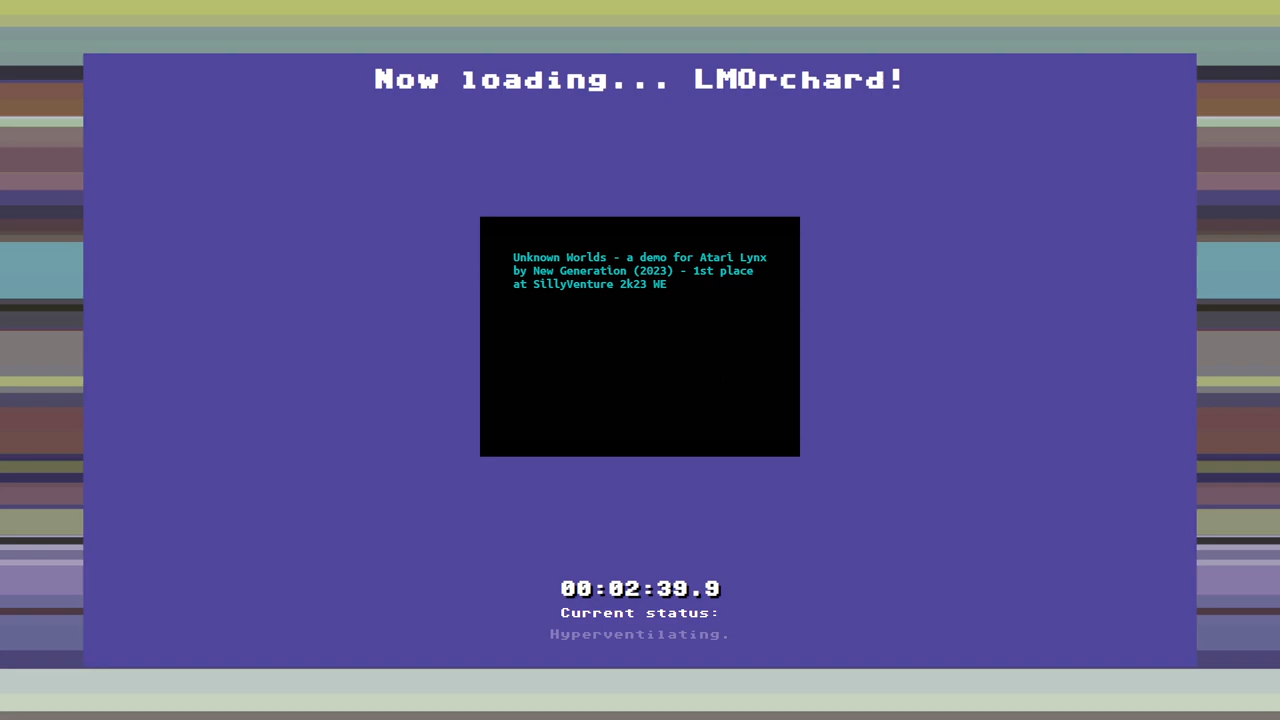 Now loading... LMOrchard!
Unknown Worlds - a demo for Atari Lynx
by New Generation (2023) - 1st place
at SillyVenture 2k23 WE
00:02:39.9
Current status:
Hyperventilating.